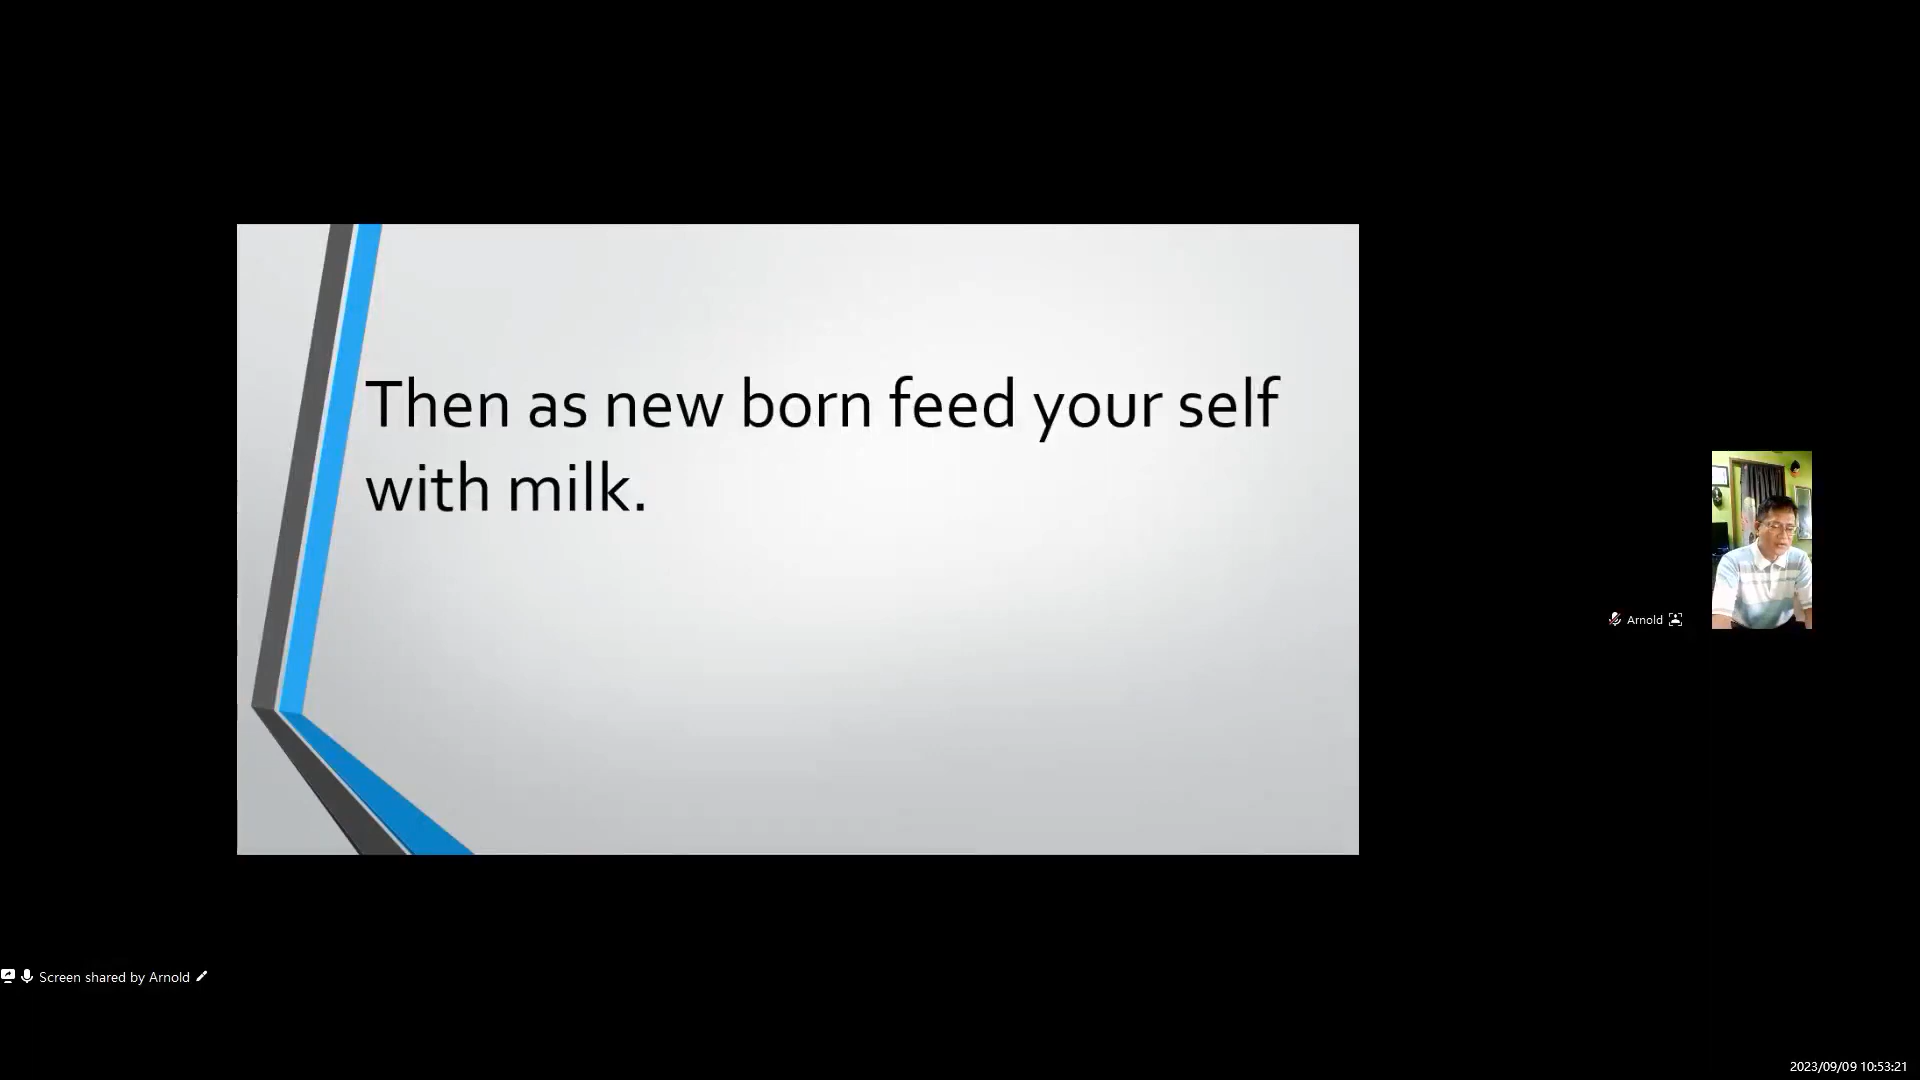 Then as new born feed your self
with milk.
Arnold
Screen shared by Arnold
2023/09/09 10:53:21